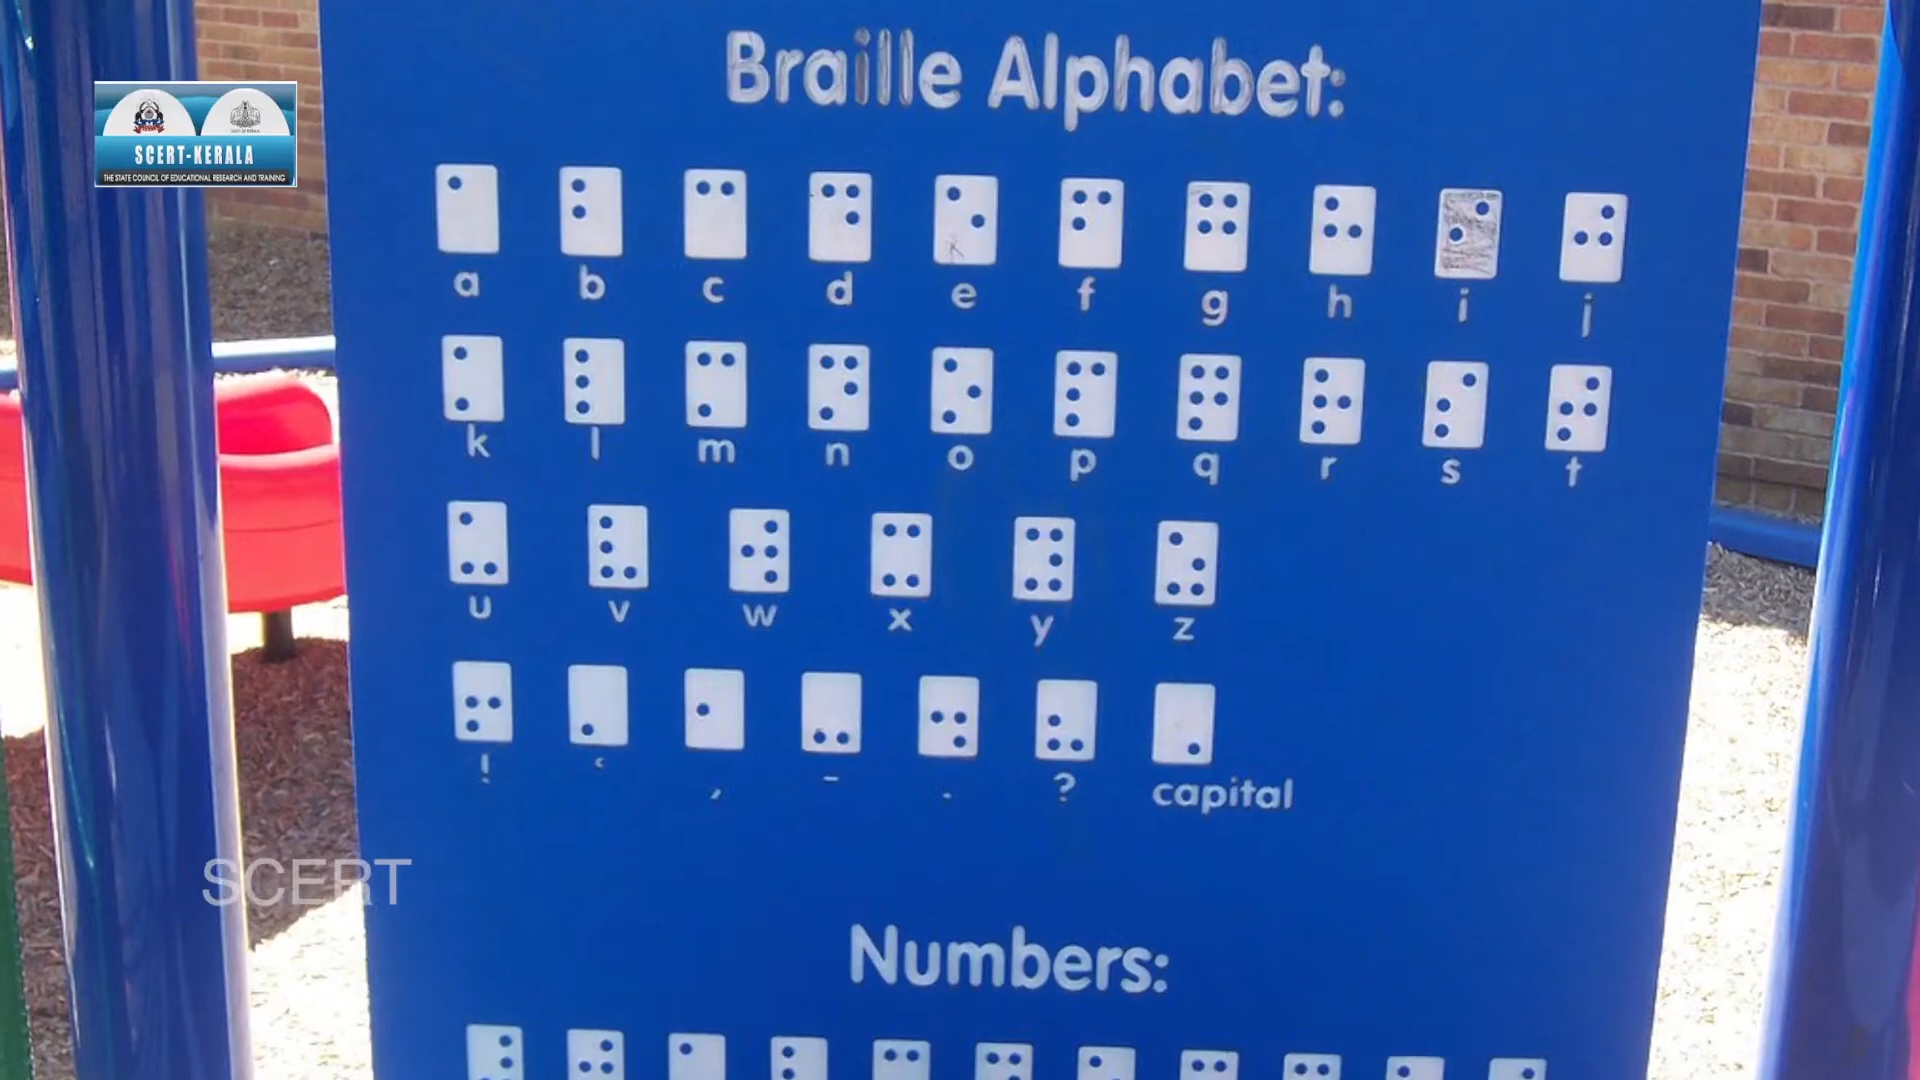 Braille Alphabet:
SCERT-KERALA
THE STATE COUNCIL OF EDUCATIONAL RESEARCH AND TRAINING
a b c d e f g h i j
k l m n o p q r s t
u v w x y z
! ‘ , - . ? capital
SCERT
Numbers: